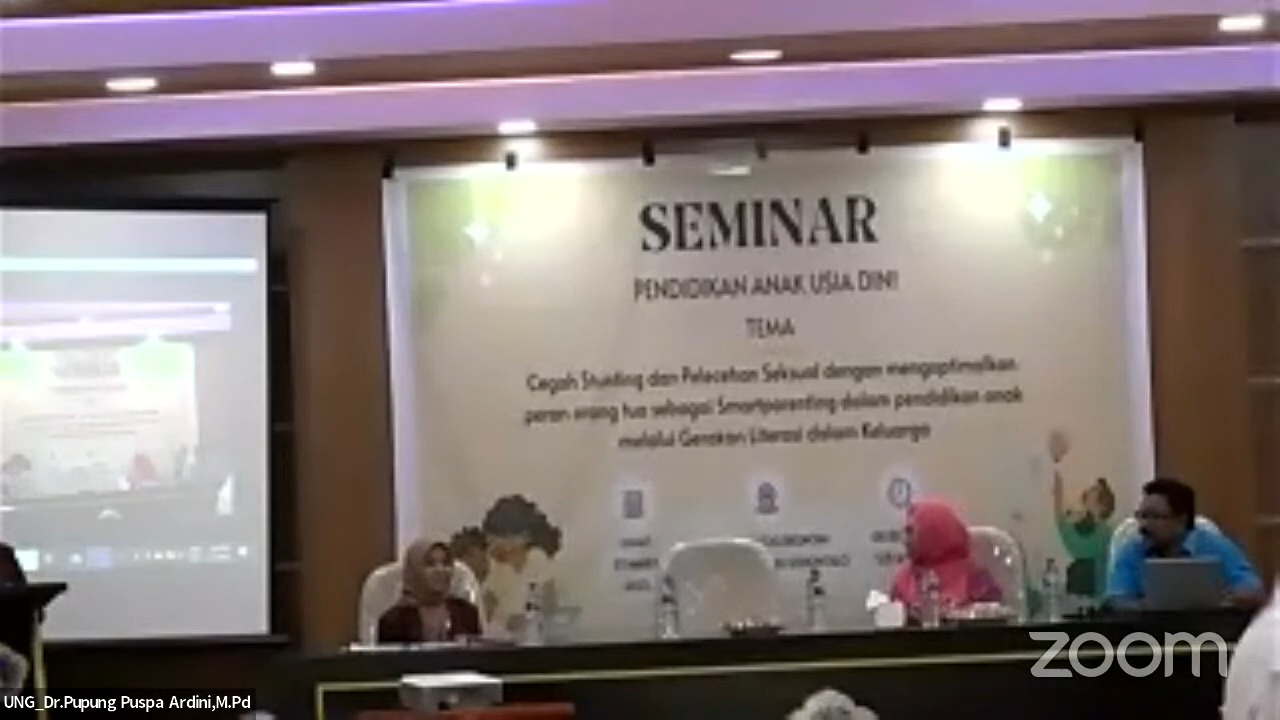 SEMINAR
PENDIDIKAN ANAK USIA DINI
TEMA
Cegah Stunting dan Pelecehan Seksual dengan mengoptimalkan
peran orang tua sebagai Smartparenting dalam pendidikan anak
melalui Gerakan Literasi dalam Keluarga
zoom
UNG_Dr.Pupung Puspa Ardini,M.Pd